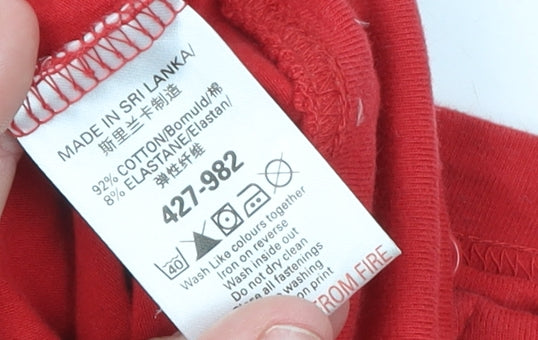 MADE IN SRI LANKA/
斯里兰卡制造
92% COTTON/Bomuld/棉
8% ELASTANE/Elastan/
弹性纤维
427-982
40
Wash Like colours together
Iron on reverse
Wash inside out
Do not dry clean
all fastenings
washing
on print
FROM FIRE